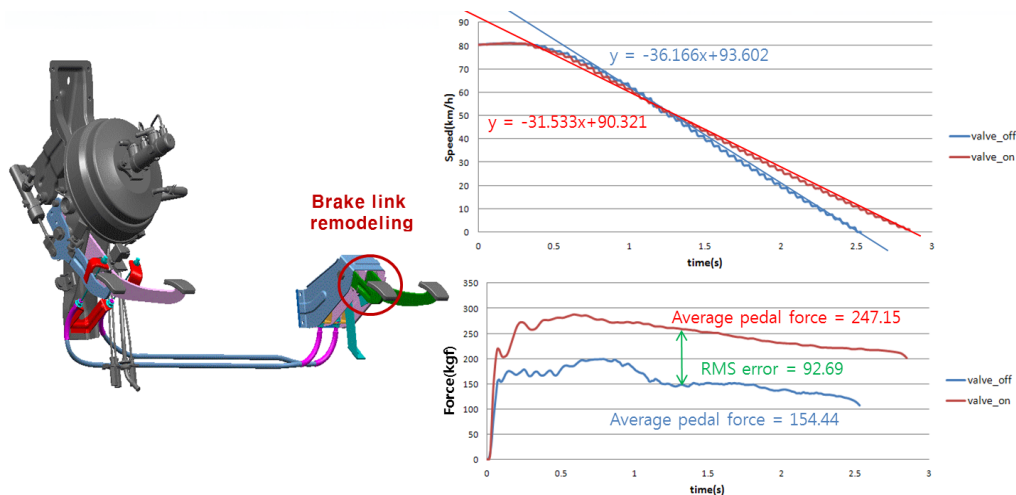 Brake link
remodeling
Speed(km/h)
90
80
70
60
50
40
30
20
10
0
y = -36.166x+93.602
y = -31.533x+90.321
0 0.5 1 1.5 2 2.5 3
time(s)
valve_off
valve_on
Force(kgf)
350
300
250
200
150
100
50
0
Average pedal force = 247.15
RMS error = 92.69
Average pedal force = 154.44
0 0.5 1 1.5 2 2.5 3
time(s)
valve_off
valve_on